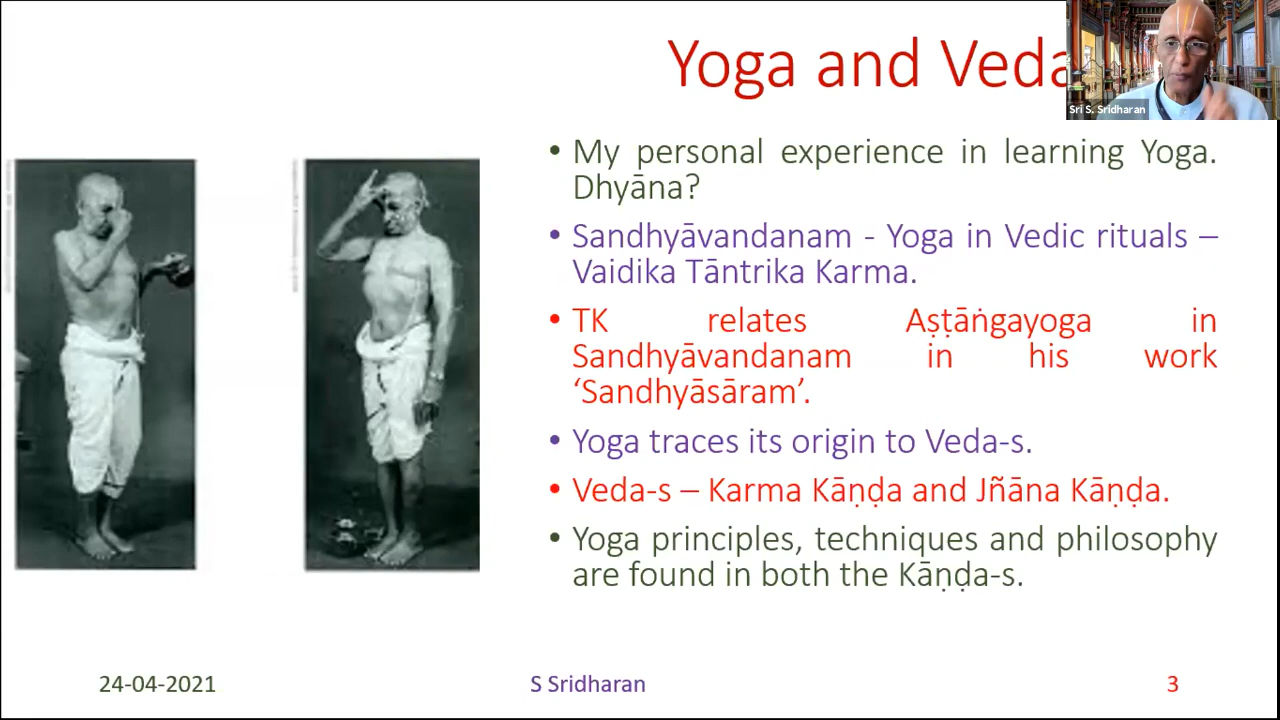 Yoga and Veda
Sri S. Sridharan
• My personal experience in learning Yoga.
Dhyāna?
• Sandhyāvandanam - Yoga in Vedic rituals –
Vaidika Tāntrika Karma.
• TK relates Aṣṭāṅgayoga in
Sandhyāvandanam in his work
‘Sandhyāsāram’.
• Yoga traces its origin to Veda-s.
• Veda-s – Karma Kāṇḍa and Jñāna Kāṇḍa.
• Yoga principles, techniques and philosophy
are found in both the Kāṇḍa-s.
24-04-2021
S Sridharan
3